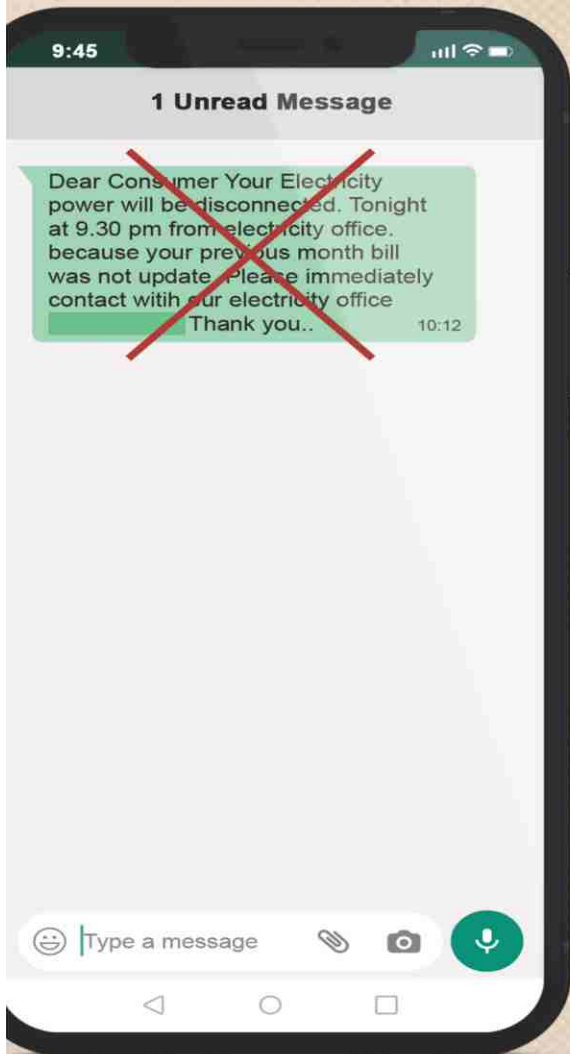 9:45
1 Unread Message
Dear Consumer Your Electricity
power will be disconnected. Tonight
at 9.30 pm from electricity office.
because your previous month bill
was not update. Please immediately
contact witih our electricity office
Thank you..
10:12
Type a message